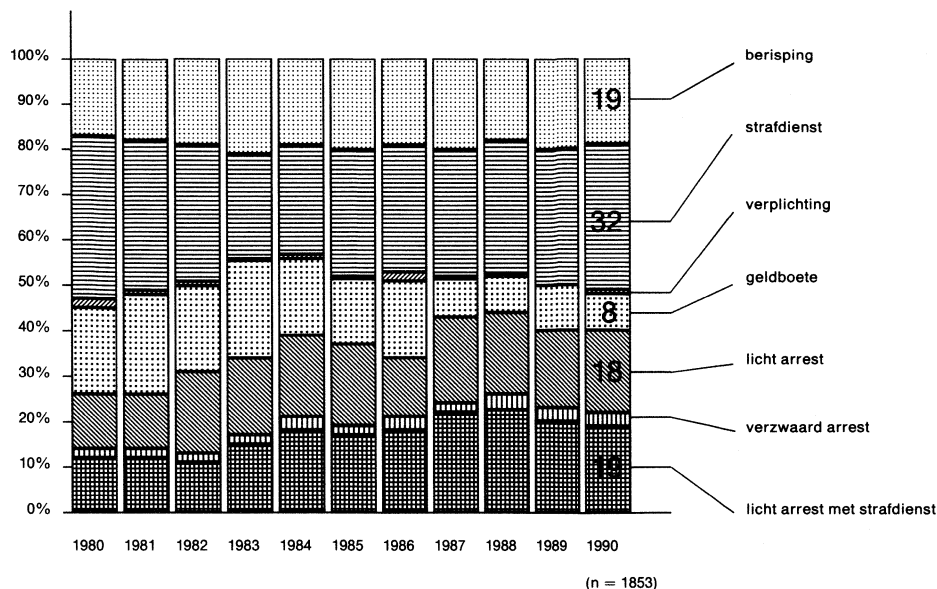 100%
90%
80%
70%
60%
50%
40%
30%
20%
10%
0%
19
32
8
18
19
berisping
strafdienst
verplichting
geldboete
licht arrest
verzwaard arrest
licht arrest met strafdienst
1980 1981 1982 1983 1984 1985 1986 1987 1988 1989 1990
(n = 1853)